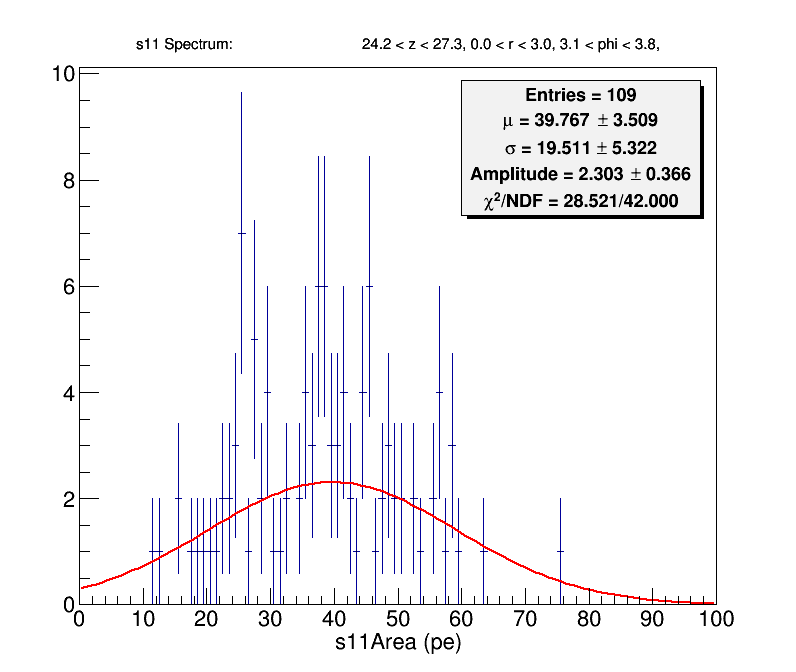 s11 Spectrum: 24.2 < z < 27.3, 0.0 < r < 3.0, 3.1 < phi < 3.8,
Entries = 109
μ = 39.767 ± 3.509
σ = 19.511 ± 5.322
Amplitude = 2.303 ± 0.366
χ²/NDF = 28.521/42.000
10
8
6
4
2
0
0 10 20 30 40 50 60 70 80 90 100
s11Area (pe)